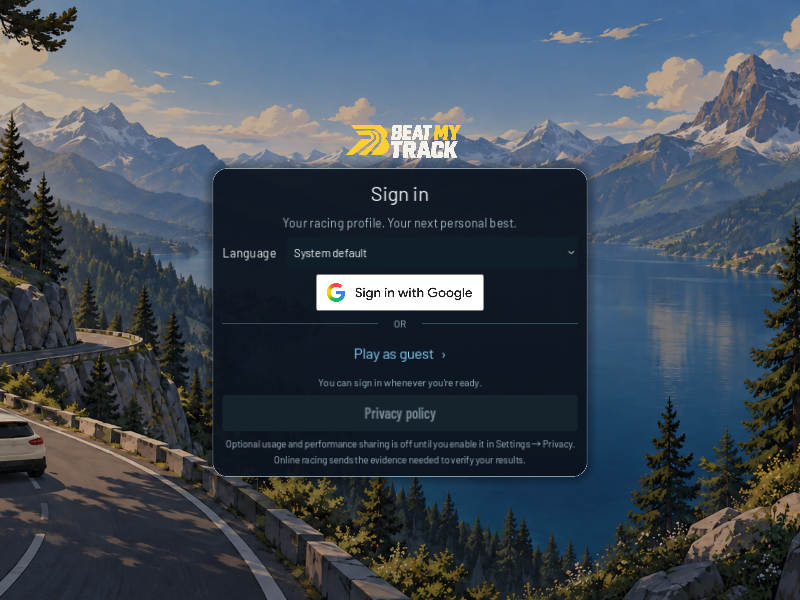 BEAT MY
TRACK
Sign in
Your racing profile. Your next personal best.
Language
System default
Sign in with Google
OR
Play as guest ›
You can sign in whenever you're ready.
Privacy policy
Optional usage and performance sharing is off until you enable it in Settings→Privacy.
Online racing sends the evidence needed to verify your results.